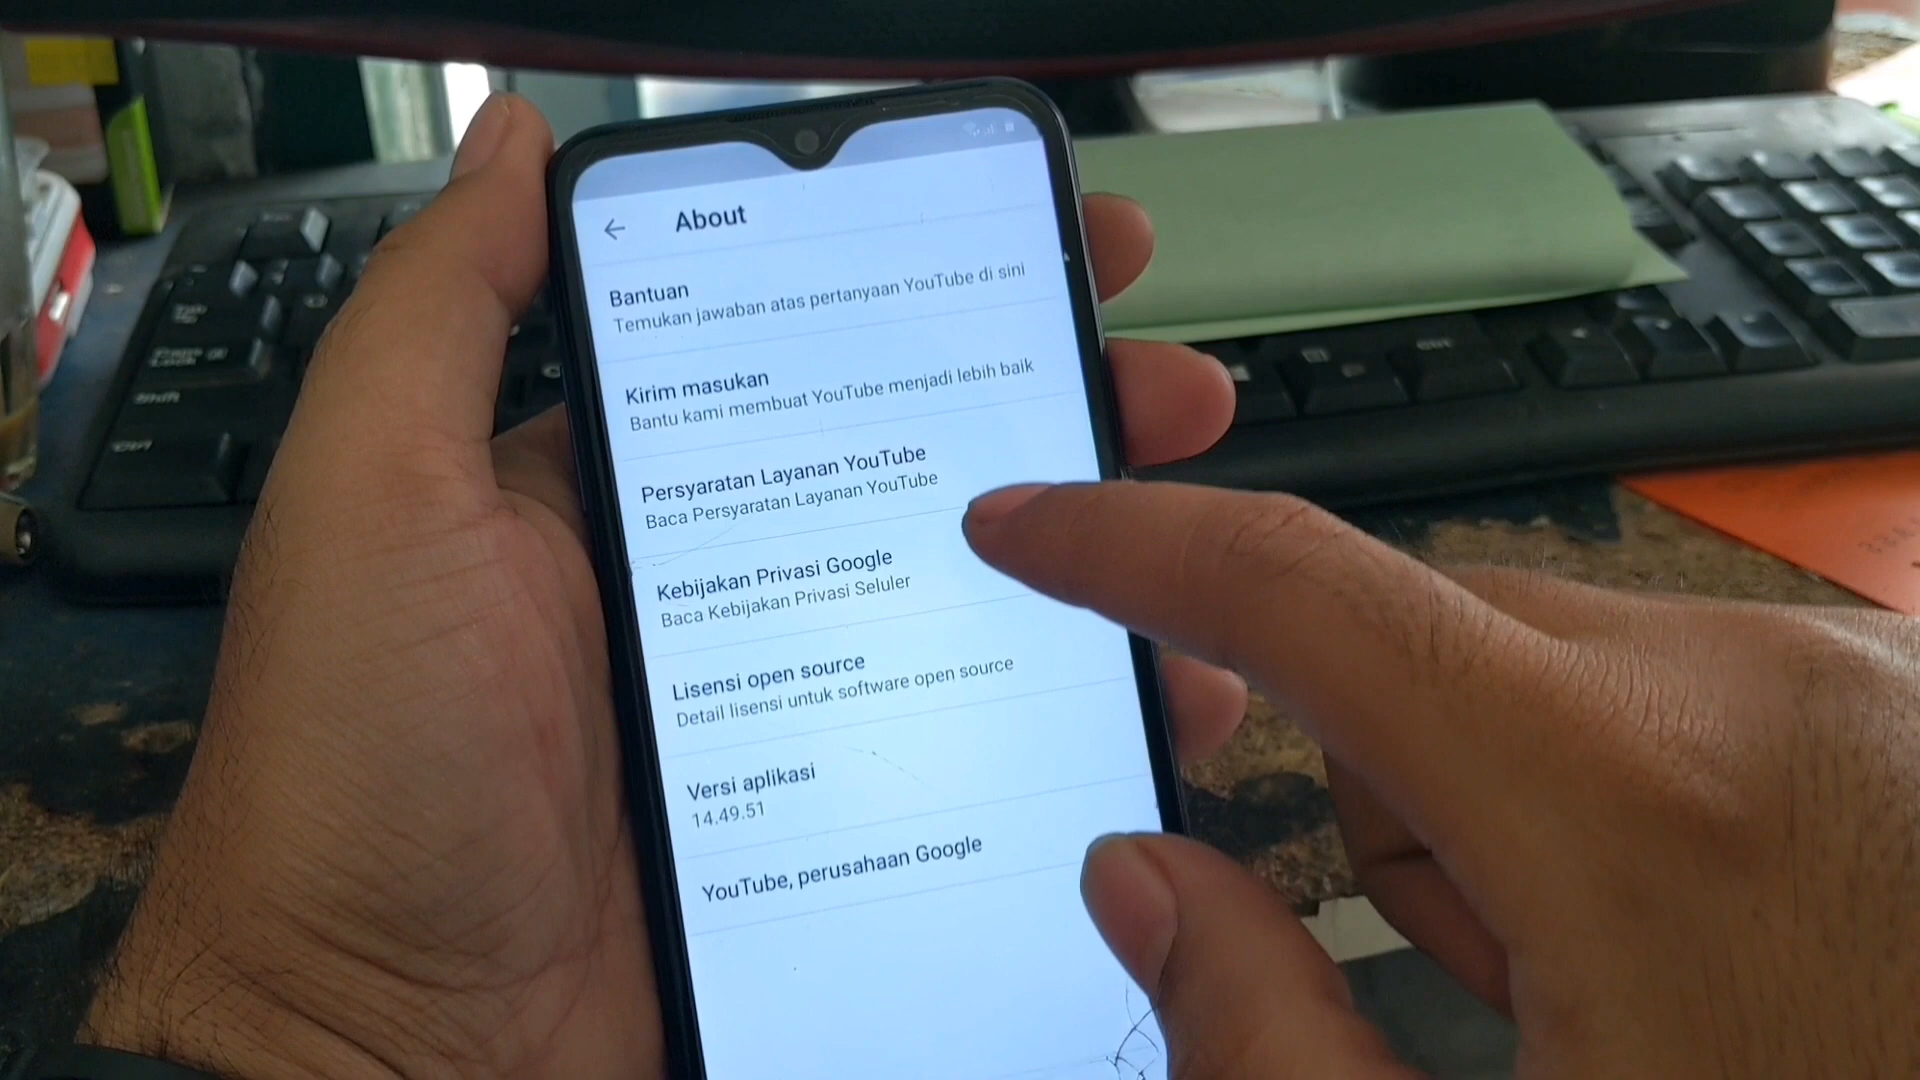 About
Bantuan
Temukan jawaban atas pertanyaan YouTube di sini
Kirim masukan
Bantu kami membuat YouTube menjadi lebih baik
Persyaratan Layanan YouTube
Baca Persyaratan Layanan YouTube
Kebijakan Privasi Google
Baca Kebijakan Privasi Seluler
Lisensi open source
Detail lisensi untuk software open source
Versi aplikasi
14.49.51
YouTube, perusahaan Google
Shift
Ctrl